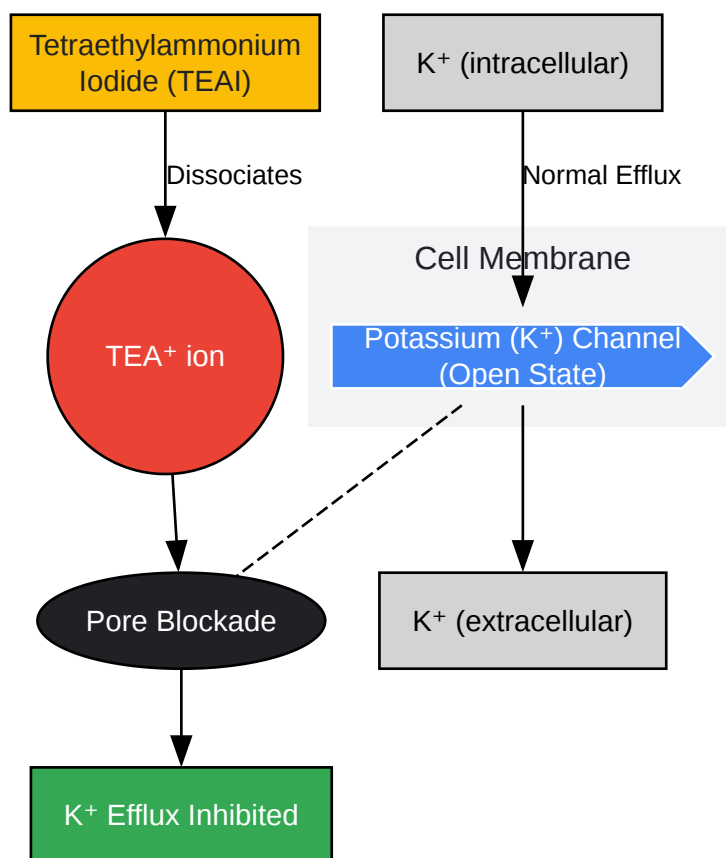 Tetraethylammonium
Iodide (TEAI)
K⁺ (intracellular)
Dissociates
Normal Efflux
Cell Membrane
TEA⁺ ion
Potassium (K⁺) Channel
(Open State)
Pore Blockade
K⁺ (extracellular)
K⁺ Efflux Inhibited